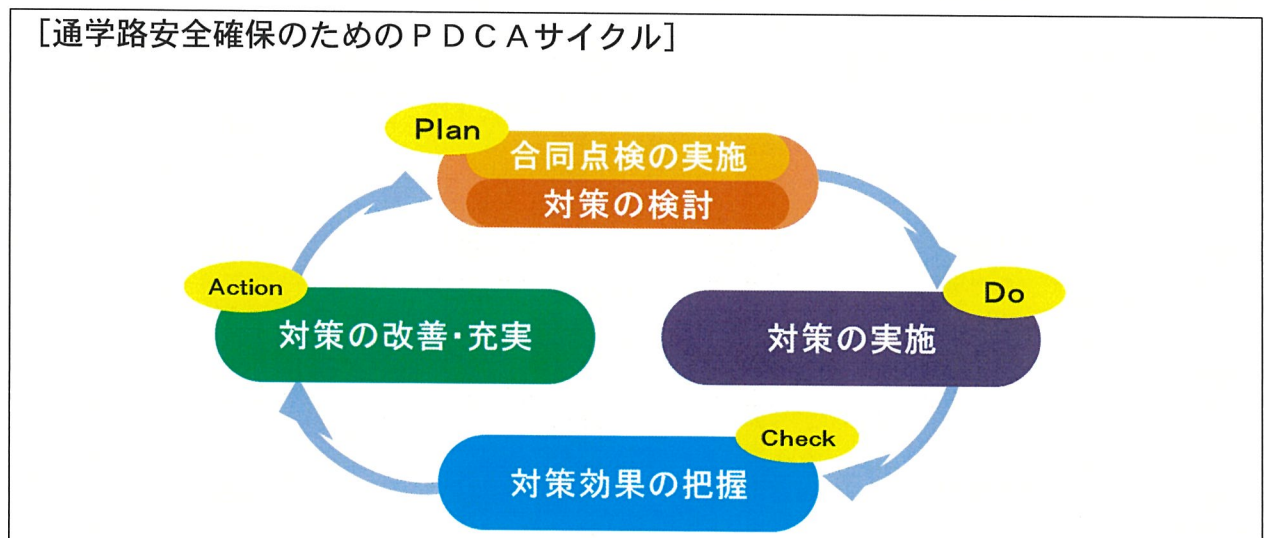 ［通学路安全確保のためのＰＤＣＡサイクル］
Plan
合同点検の実施
対策の検討
Do
対策の実施
Check
対策効果の把握
Action
対策の改善・充実